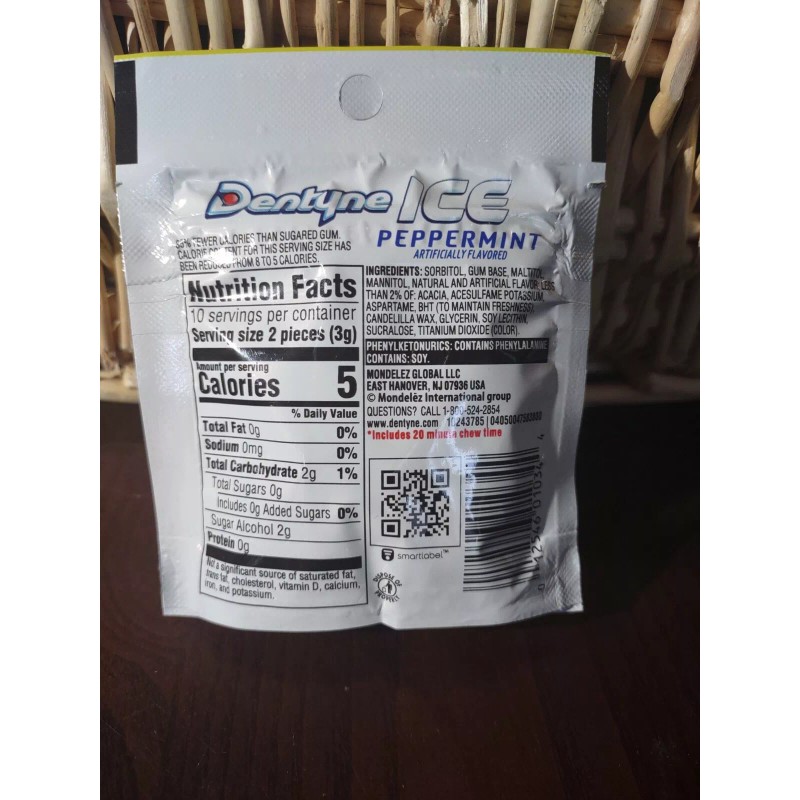 Dentyne ICE
PEPPERMINT
ARTIFICIALLY FLAVORED
FEWER CALORIES THAN SUGARED GUM.
CALORIE CONTENT FOR THIS SERVING SIZE HAS
BEEN REDUCED FROM 8 TO 5 CALORIES.
Nutrition Facts
10 servings per container
Serving size 2 pieces (3g)
Amount per serving
Calories 5
% Daily Value
Total Fat 0g 0%
Sodium 0mg 0%
Total Carbohydrate 2g 1%
Total Sugars 0g
Includes 0g Added Sugars 0%
Sugar Alcohol 2g
Protein 0g
Not a significant source of saturated fat,
trans fat, cholesterol, vitamin D, calcium,
iron, and potassium.
INGREDIENTS: SORBITOL, GUM BASE, MALTITOL,
MANNITOL, NATURAL AND ARTIFICIAL FLAVOR; LESS
THAN 2% OF: ACACIA, ACESULFAME POTASSIUM,
ASPARTAME, BHT (TO MAINTAIN FRESHNESS),
CANDELILLA WAX, GLYCERIN, SOY LECITHIN,
SUCRALOSE, TITANIUM DIOXIDE (COLOR).
PHENYLKETONURICS: CONTAINS PHENYLALANINE
CONTAINS: SOY.
MONDELEZ GLOBAL LLC
EAST HANOVER, NJ 07936 USA
© Mondelēz International group
QUESTIONS? CALL 1-800-524-2854
www.dentyne.com 10243785
*Includes 20 minute chew time
smartlabel™
DISPOSE OF
PROPERLY